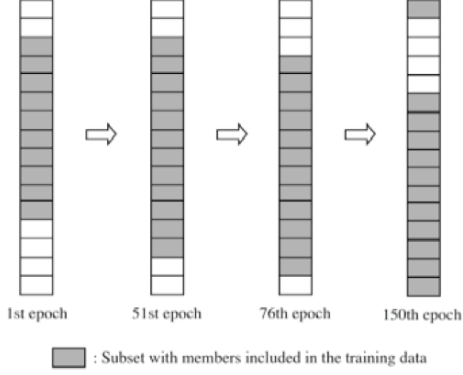 1st epoch 51st epoch 76th epoch 150th epoch
: Subset with members included in the training data